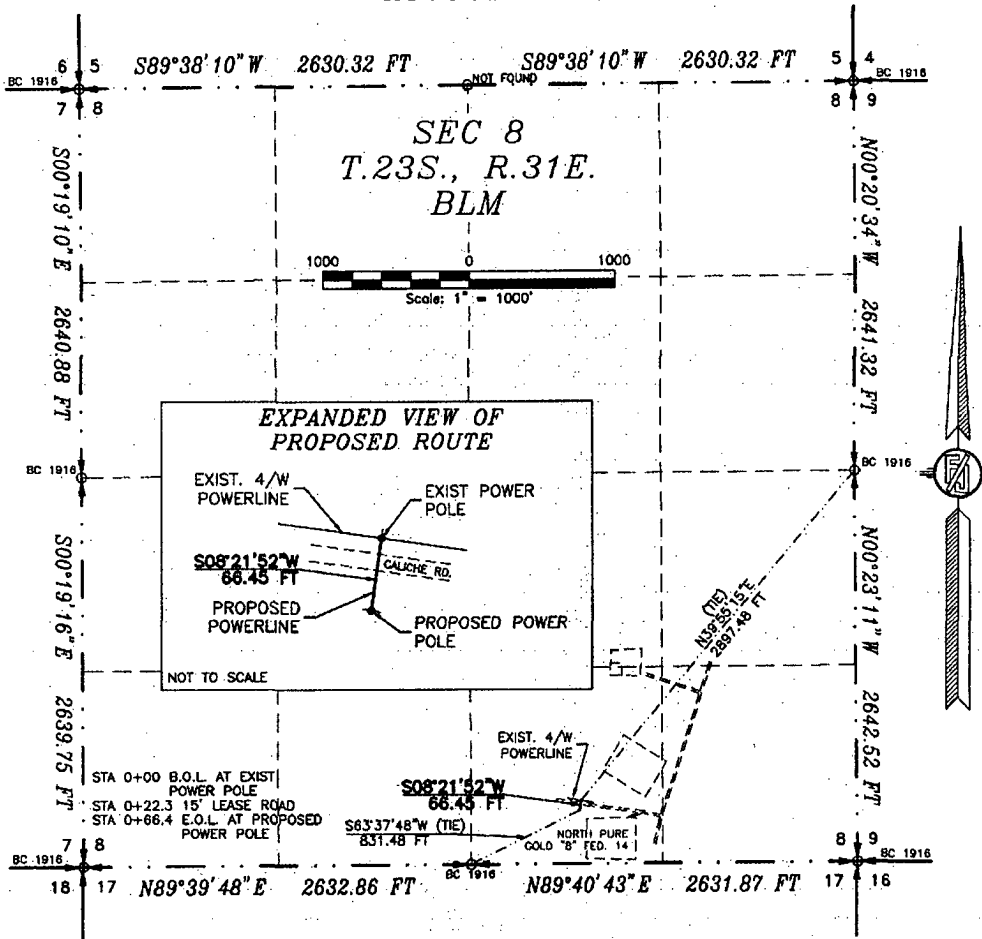 6 5
S89°38'10"W 2630.32 FT
S89°38'10"W 2630.32 FT
5 4
BC 1916
NOT FOUND
BC 1916
7 8
8 9
SEC 8
T.23S., R.31E.
BLM
S00°19'10"E 2640.88 FT
N00°20'34"W 2641.32 FT
1000 0 1000
Scale: 1" = 1000'
EXPANDED VIEW OF
PROPOSED ROUTE
BC 1916
BC 1916
EXIST. 4/W
POWERLINE
EXIST POWER
POLE
S08°21'52"W
66.45 FT
CALICHE RD.
PROPOSED
POWERLINE
PROPOSED POWER
POLE
NOT TO SCALE
(TIE)
N39°55'15"E
2897.48 FT
S00°19'16"E 2639.75 FT
N00°23'11"W 2642.52 FT
EXIST. 4/W
POWERLINE
STA 0+00 B.O.L. AT EXIST
POWER POLE
STA 0+22.3 15' LEASE ROAD
STA 0+66.4 E.O.L. AT PROPOSED
POWER POLE
S08°21'52"W
66.45 FT
S63°37'48"W (TIE)
831.48 FT
NORTH PURE
GOLD "8" FED. 14
7 8
8 9
BC 1916
BC 1916
BC 1916
18 17
N89°39'48"E 2632.86 FT
N89°40'43"E 2631.87 FT
17 16